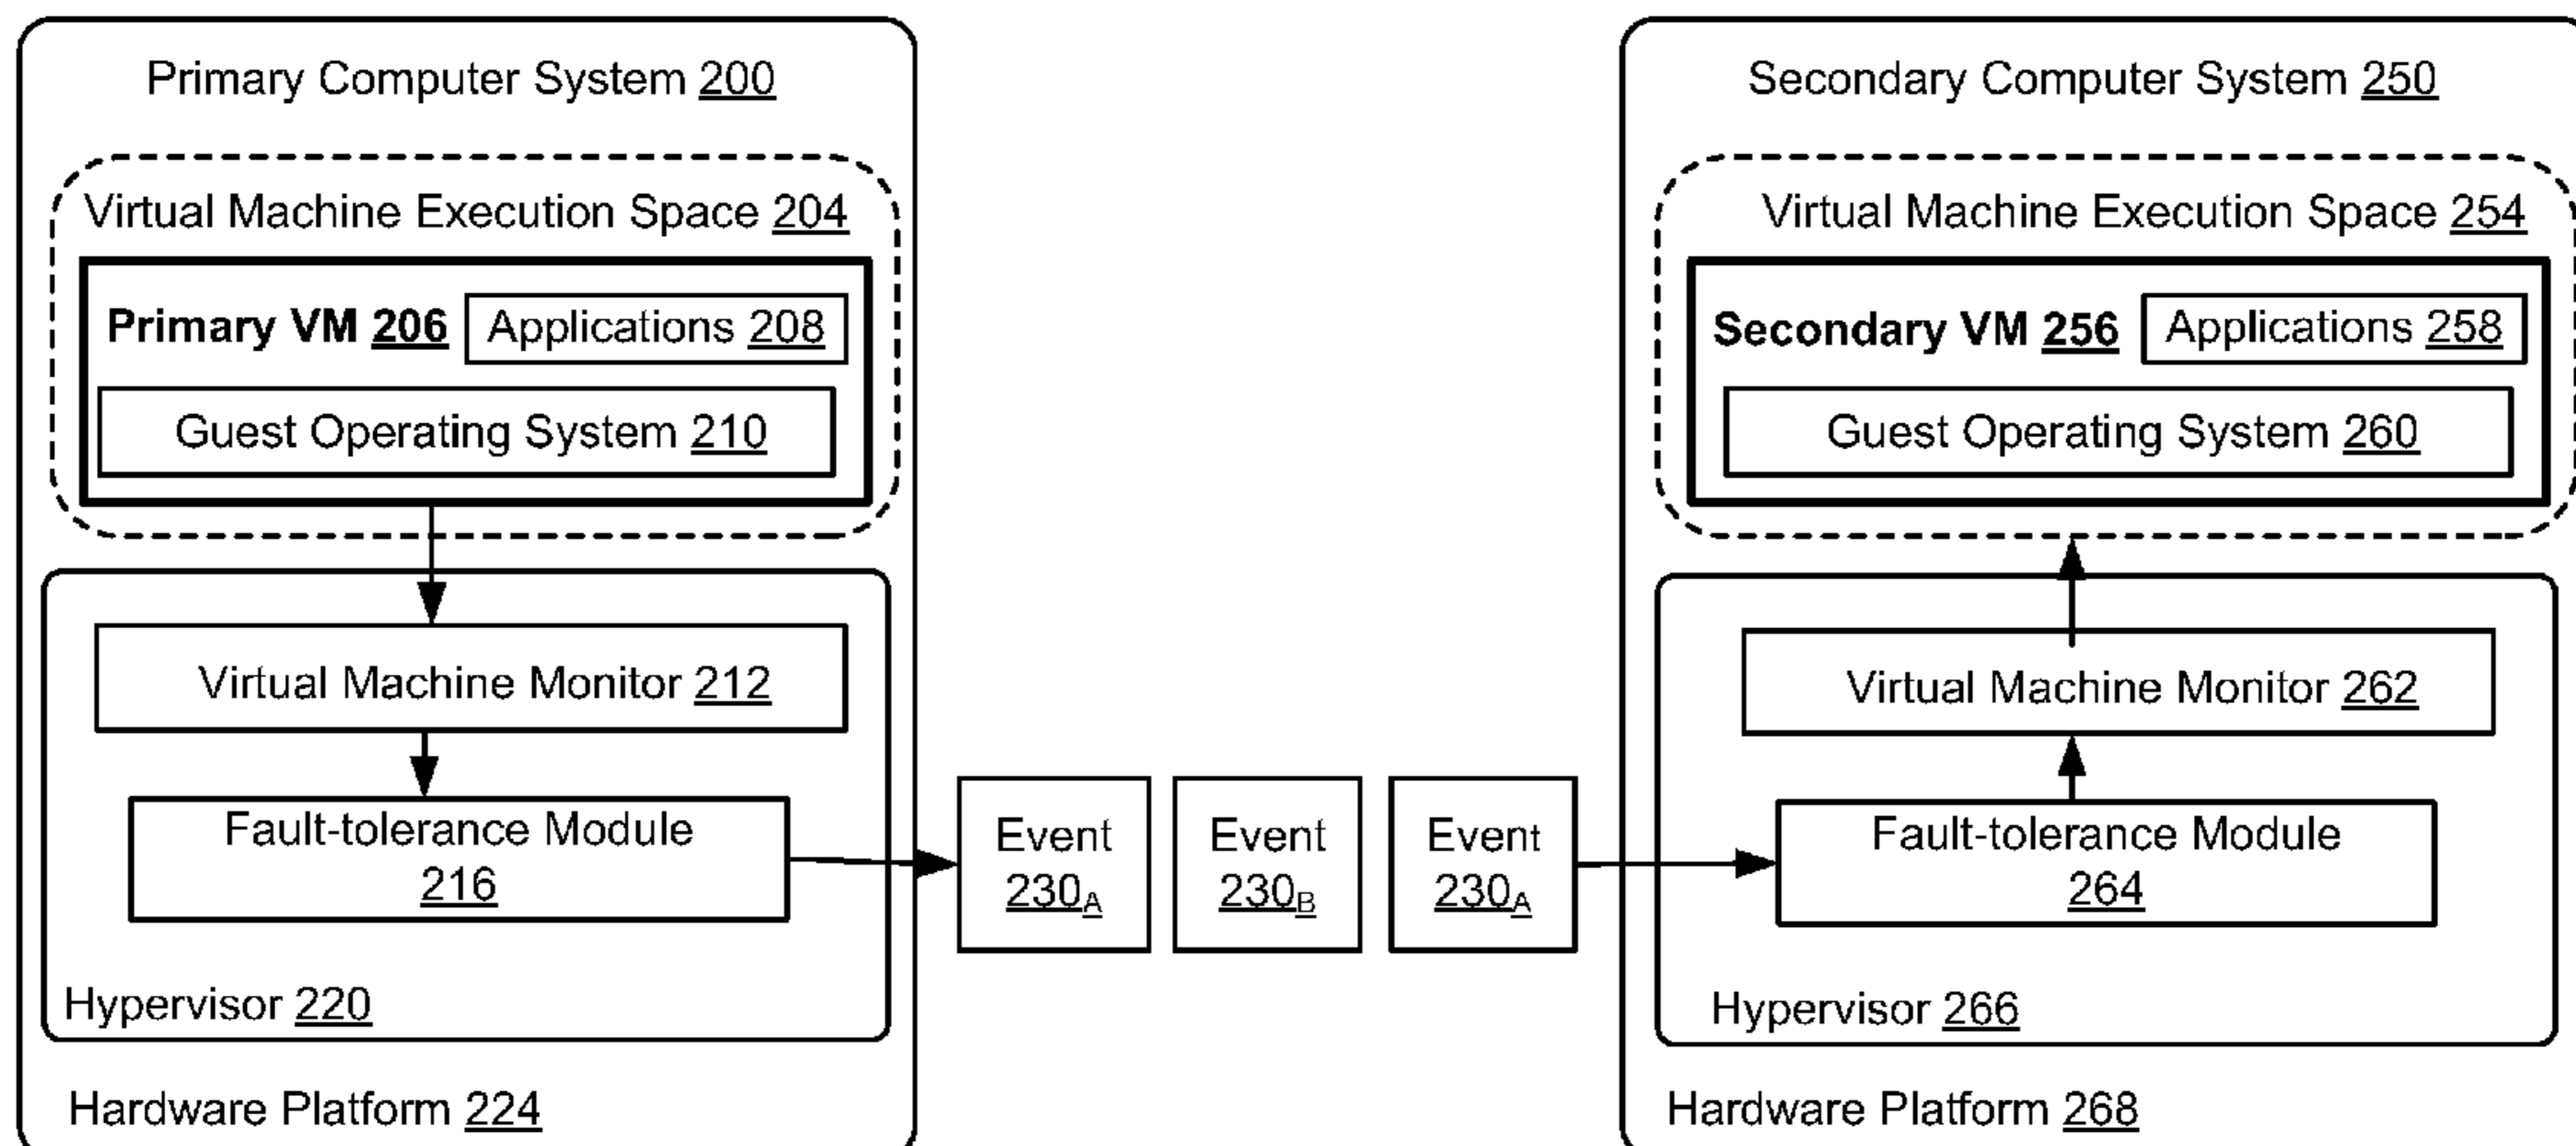 Primary Computer System 200
Virtual Machine Execution Space 204
Primary VM 206
Applications 208
Guest Operating System 210
Virtual Machine Monitor 212
Fault-tolerance Module
216
Hypervisor 220
Hardware Platform 224
Event
230A
Event
230B
Event
230A
Secondary Computer System 250
Virtual Machine Execution Space 254
Secondary VM 256
Applications 258
Guest Operating System 260
Virtual Machine Monitor 262
Fault-tolerance Module
264
Hypervisor 266
Hardware Platform 268